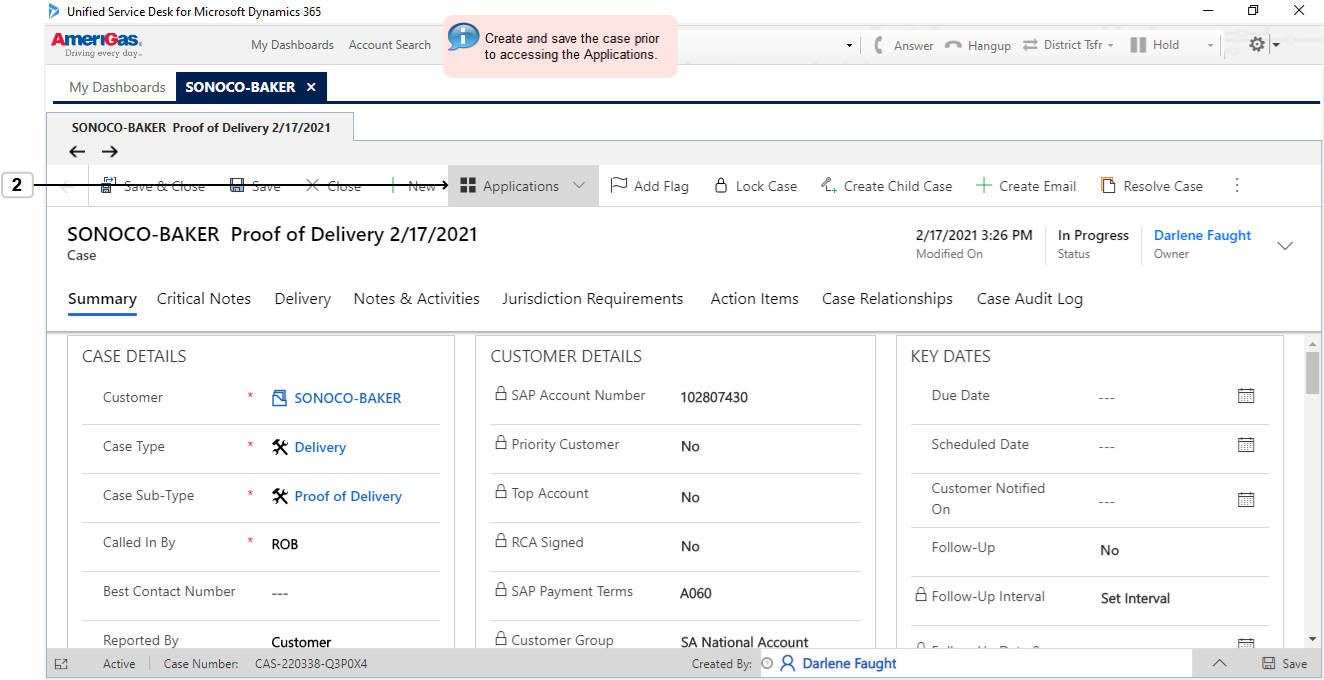 Unified Service Desk for Microsoft Dynamics 365
AmeriGas.
Driving every day..
My Dashboards Account Search
Create and save the case prior
to accessing the Applications.
Answer Hangup District Tsfr Hold
My Dashboards SONOCO-BAKER ×
SONOCO-BAKER Proof of Delivery 2/17/2021
2
Save & Close Save Close New Applications Add Flag Lock Case Create Child Case Create Email Resolve Case
SONOCO-BAKER Proof of Delivery 2/17/2021
Case
2/17/2021 3:26 PM In Progress Darlene Faught
Modified On Status Owner
Summary Critical Notes Delivery Notes & Activities Jurisdiction Requirements Action Items Case Relationships Case Audit Log
CASE DETAILS
Customer * SONOCO-BAKER
Case Type * Delivery
Case Sub-Type * Proof of Delivery
Called In By * ROB
Best Contact Number ---
Reported By Customer
CUSTOMER DETAILS
SAP Account Number 102807430
Priority Customer No
Top Account No
RCA Signed No
SAP Payment Terms A060
Customer Group SA National Account
KEY DATES
Due Date ---
Scheduled Date ---
Customer Notified
On ---
Follow-Up No
Follow-Up Interval Set Interval
Active Case Number: CAS-220338-Q3P0X4 Created By: Darlene Faught Save